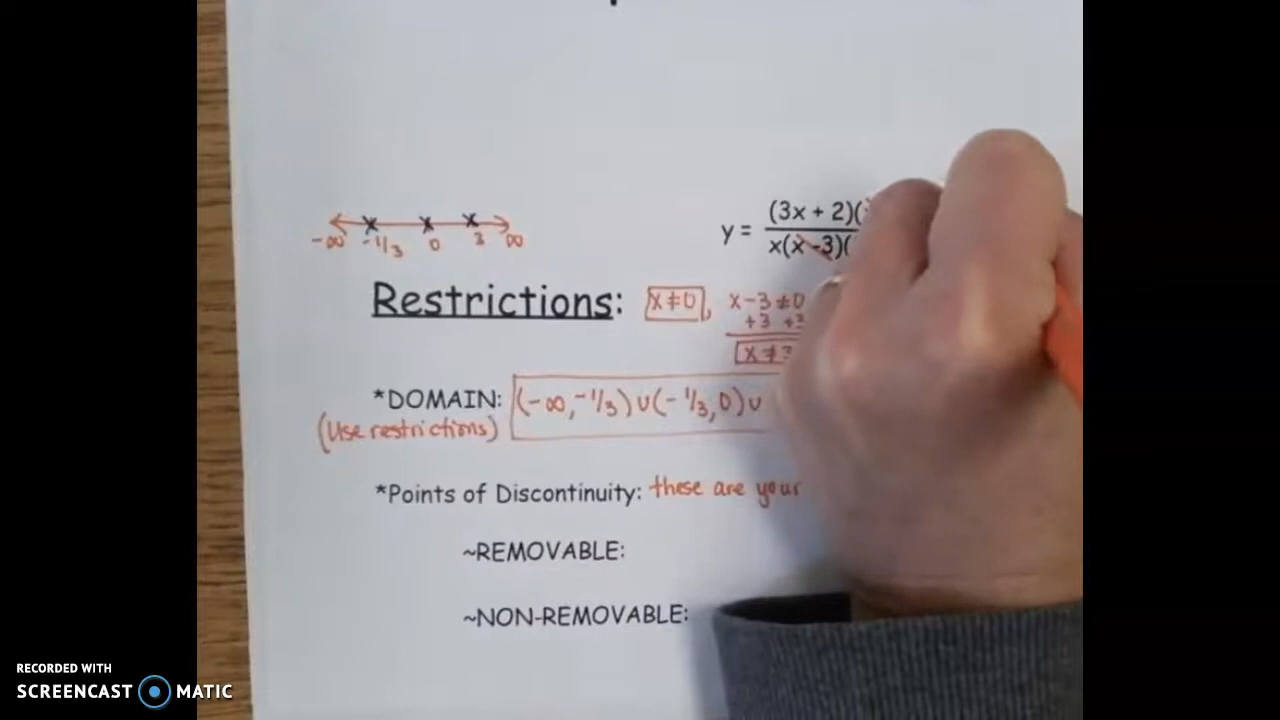 y = (3x + 2)(
x(x - 3)(
-∞ -1/3 0 3 ∞
Restrictions: x ≠ 0, x - 3 ≠ 0
+3 +3
x ≠ 3
*DOMAIN: (-∞, -1/3) ∪ (-1/3, 0) ∪
(Use restrictions)
*Points of Discontinuity: these are your
~REMOVABLE:
~NON-REMOVABLE:
RECORDED WITH
SCREENCAST MATIC